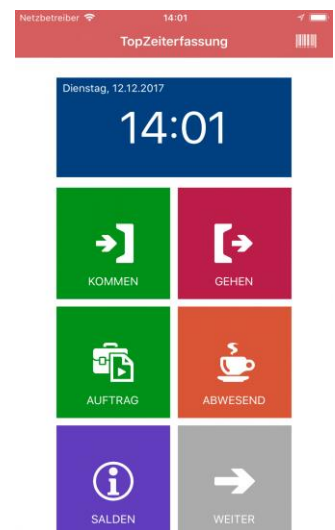 Netzbetreiber 14:01
TopZeiterfassung
Dienstag, 12.12.2017
14:01
KOMMEN GEHEN
AUFTRAG ABWESEND
SALDEN WEITER